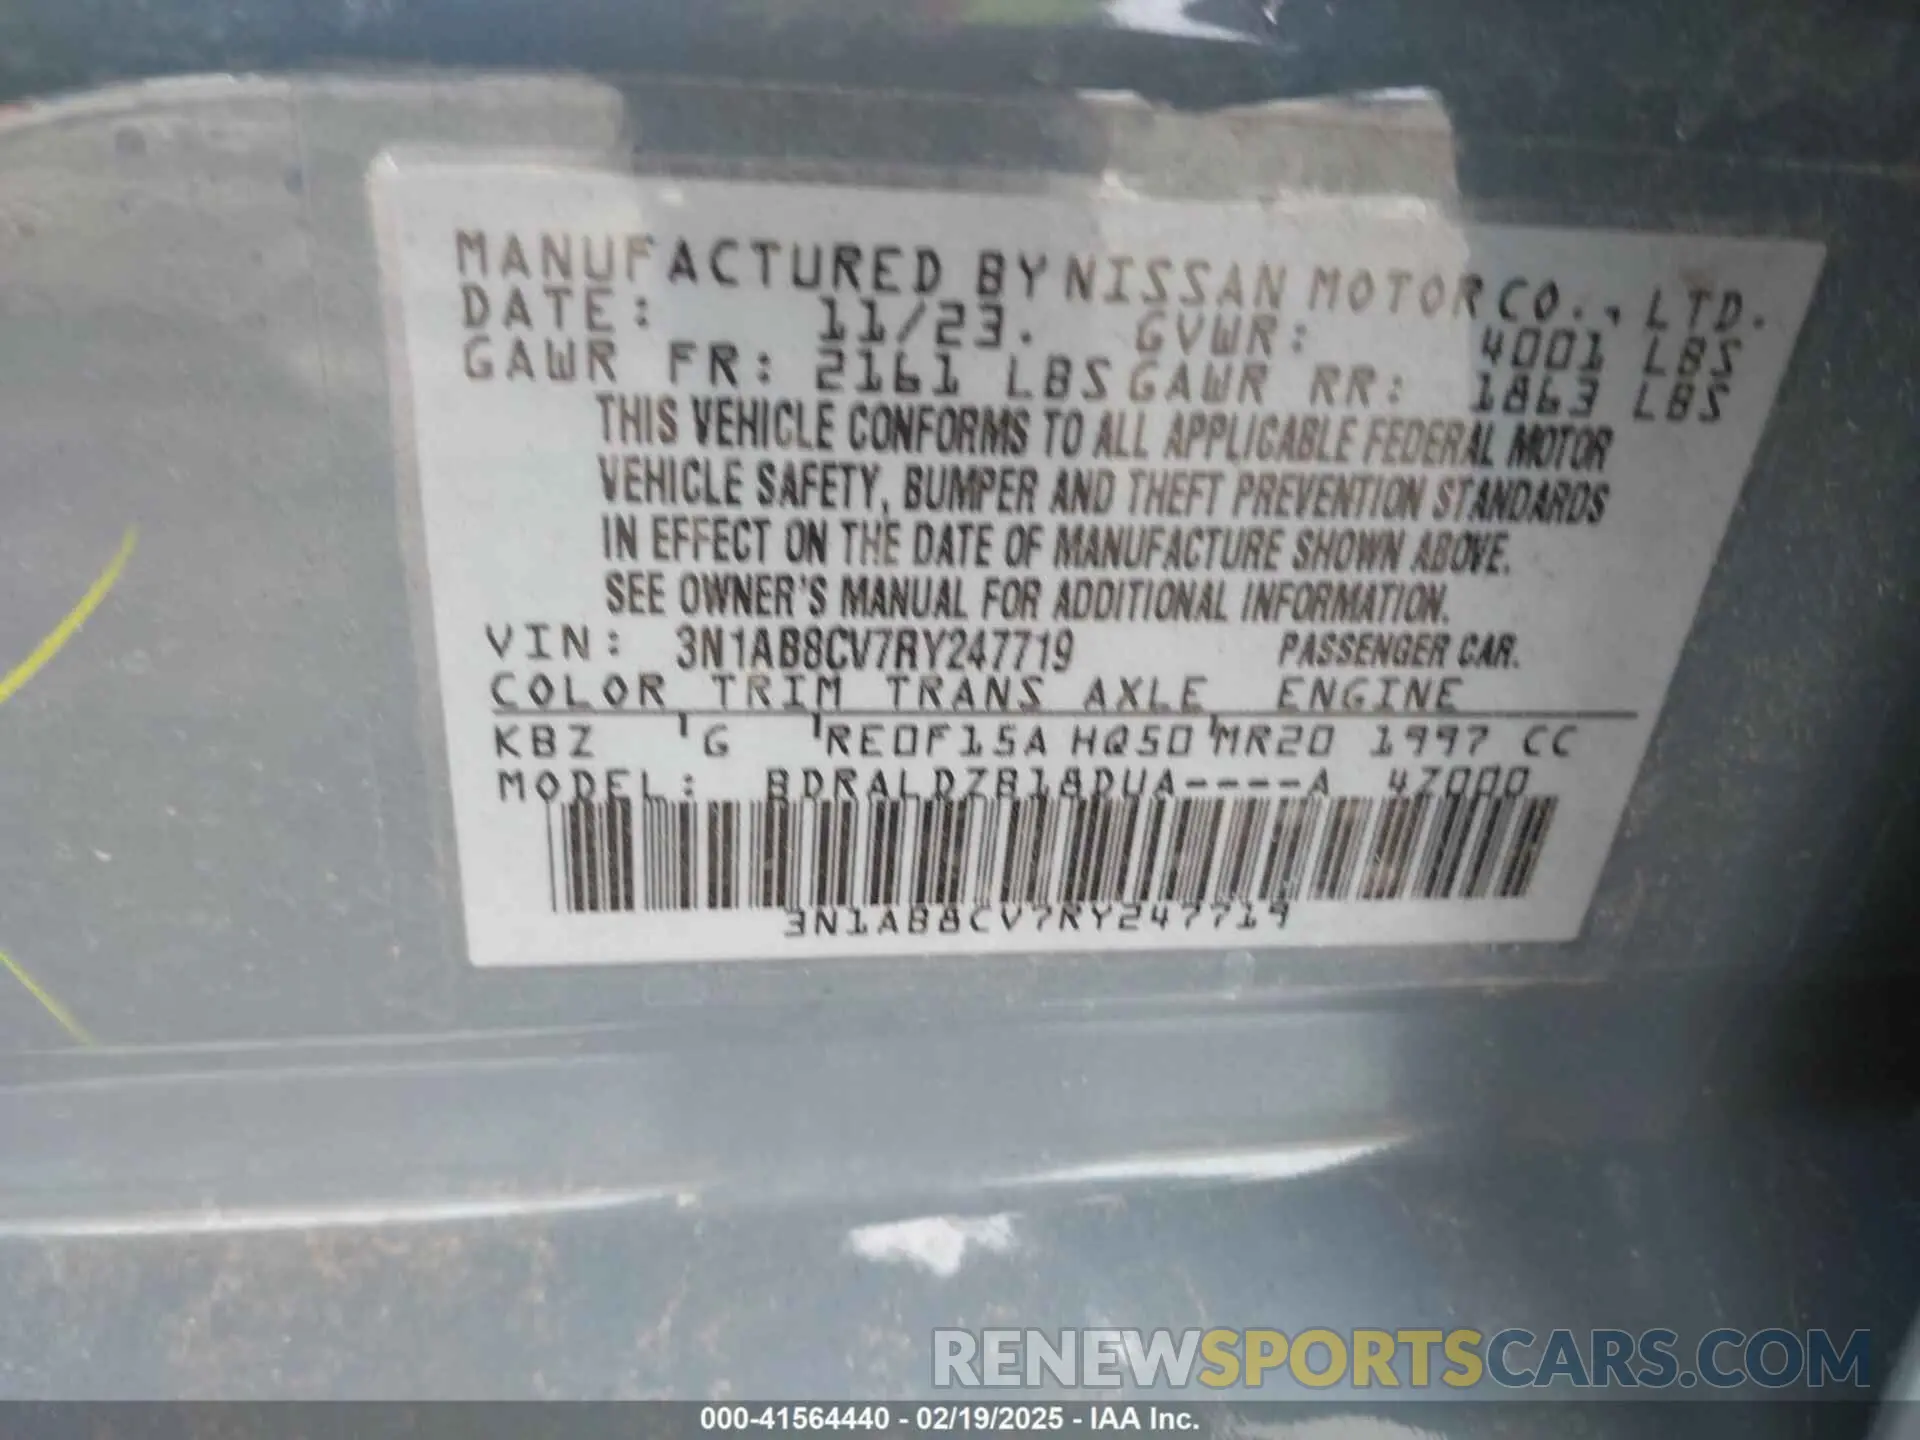 MANUFACTURED BY NISSAN MOTOR CO., LTD.
DATE: 11/23. GVWR: 4001 LBS
GAWR FR: 2161 LBS GAWR RR: 1863 LBS
THIS VEHICLE CONFORMS TO ALL APPLICABLE FEDERAL MOTOR
VEHICLE SAFETY, BUMPER AND THEFT PREVENTION STANDARDS
IN EFFECT ON THE DATE OF MANUFACTURE SHOWN ABOVE.
SEE OWNER'S MANUAL FOR ADDITIONAL INFORMATION.
VIN: 3N1AB8CV7RY247719 PASSENGER CAR.
COLOR TRIM TRANS AXLE ENGINE
KBZ G RE0F15A HQ50 MR20 1997 CC
MODEL: BDRALDZB18DUA----A 4Z000
3N1AB8CV7RY247719
RENEWSPORTSCARS.COM
000-41564440 - 02/19/2025 - IAA Inc.